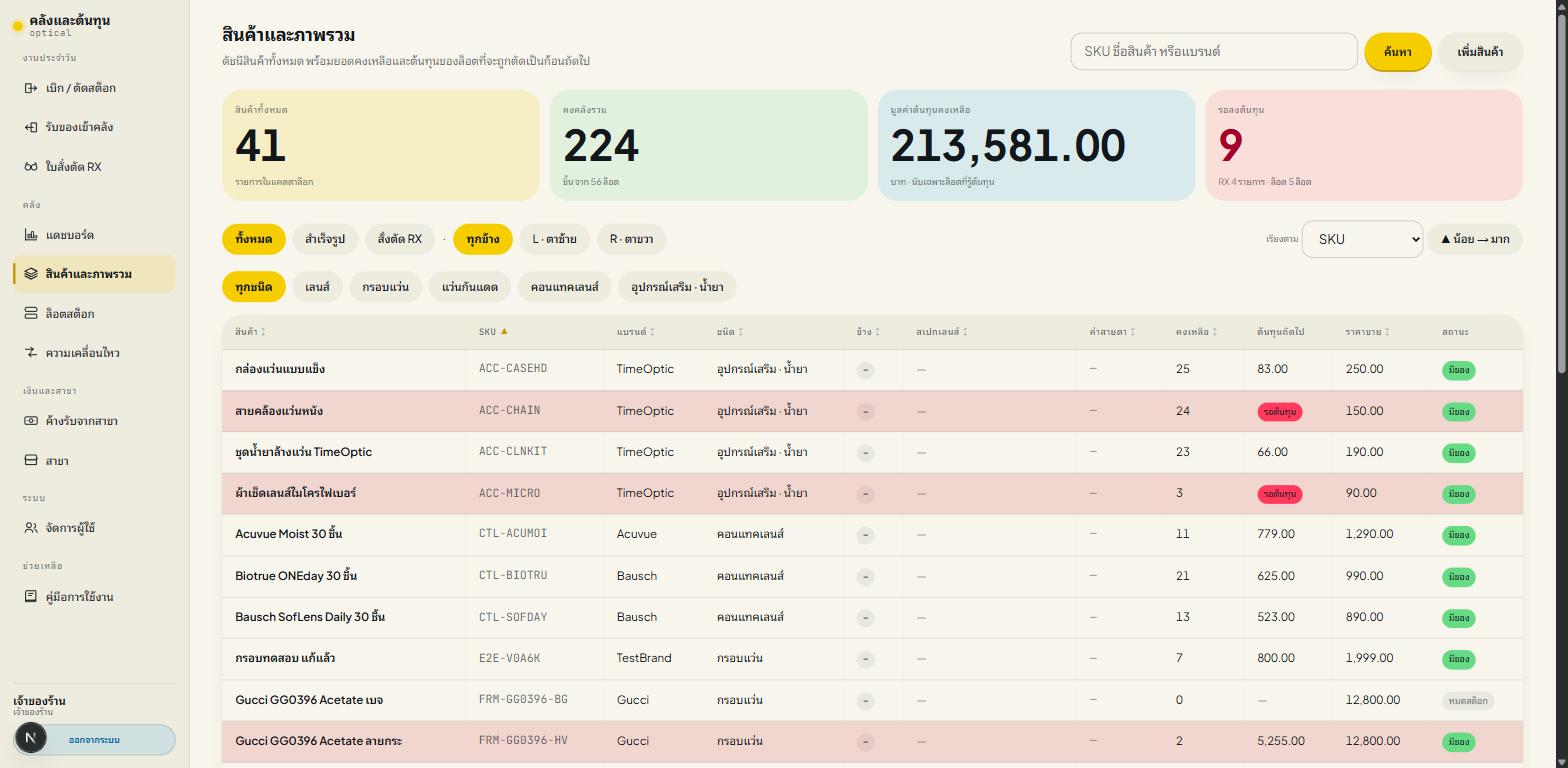 คลังและต้นทุน
optical
งานประจำวัน
เบิก / ตัดสต็อก
รับของเข้าคลัง
ใบสั่งตัด RX
คลัง
แดชบอร์ด
สินค้าและภาพรวม
ล็อตสต็อก
ความเคลื่อนไหว
เงินและสาขา
ค้างรับจากสาขา
สาขา
ระบบ
จัดการผู้ใช้
ช่วยเหลือ
คู่มือการใช้งาน
เจ้าของร้าน
เจ้าของร้าน
N
ออกจากระบบ
สินค้าและภาพรวม
ดัชนีสินค้าทั้งหมด พร้อมยอดคงเหลือและต้นทุนของล็อตที่จะถูกตัดเป็นก้อนถัดไป
SKU ชื่อสินค้า หรือแบรนด์ ค้นหา เพิ่มสินค้า
สินค้าทั้งหมด
41
รายการในแคตตาล็อก
คงคลังรวม
224
ชิ้น จาก 56 ล็อต
มูลค่าต้นทุนคงเหลือ
213,581.00
บาท · นับเฉพาะล็อตที่รู้ต้นทุน
รอลงต้นทุน
9
RX 4 รายการ · ล็อต 5 ล็อต
ทั้งหมด สำเร็จรูป สั่งตัด RX · ทุกข้าง L · ตาซ้าย R · ตาขวา เรียงตาม SKU ▲ น้อย → มาก
ทุกชนิด เลนส์ กรอบแว่น แว่นกันแดด คอนแทคเลนส์ อุปกรณ์เสริม · น้ำยา
สินค้า ↕ SKU ▲ แบรนด์ ↕ ชนิด ↕ ข้าง ↕ สเปกเลนส์ ↕ ค่าสายตา ↕ คงเหลือ ↕ ต้นทุนถัดไป ราคาขาย ↕ สถานะ
กล่องแว่นแบบแข็ง ACC-CASEHD TimeOptic อุปกรณ์เสริม · น้ำยา – — — 25 83.00 250.00 มีของ
สายคล้องแว่นหนัง ACC-CHAIN TimeOptic อุปกรณ์เสริม · น้ำยา – — — 24 รอต้นทุน 150.00 มีของ
ชุดน้ำยาล้างแว่น TimeOptic ACC-CLNKIT TimeOptic อุปกรณ์เสริม · น้ำยา – — — 23 66.00 190.00 มีของ
ผ้าเช็ดเลนส์ไมโครไฟเบอร์ ACC-MICRO TimeOptic อุปกรณ์เสริม · น้ำยา – — — 3 รอต้นทุน 90.00 มีของ
Acuvue Moist 30 ชิ้น CTL-ACUMOI Acuvue คอนแทคเลนส์ – — — 11 779.00 1,290.00 มีของ
Biotrue ONEday 30 ชิ้น CTL-BIOTRU Bausch คอนแทคเลนส์ – — — 21 625.00 990.00 มีของ
Bausch SofLens Daily 30 ชิ้น CTL-SOFDAY Bausch คอนแทคเลนส์ – — — 13 523.00 890.00 มีของ
กรอบทดสอบ แก้แล้ว E2E-V0A6K TestBrand กรอบแว่น – — — 7 800.00 1,999.00 มีของ
Gucci GG0396 Acetate เบจ FRM-GG0396-BG Gucci กรอบแว่น – — — 0 — 12,800.00 หมดสต็อก
Gucci GG0396 Acetate ลายกระ FRM-GG0396-HV Gucci กรอบแว่น – — — 2 5,255.00 12,800.00 มีของ